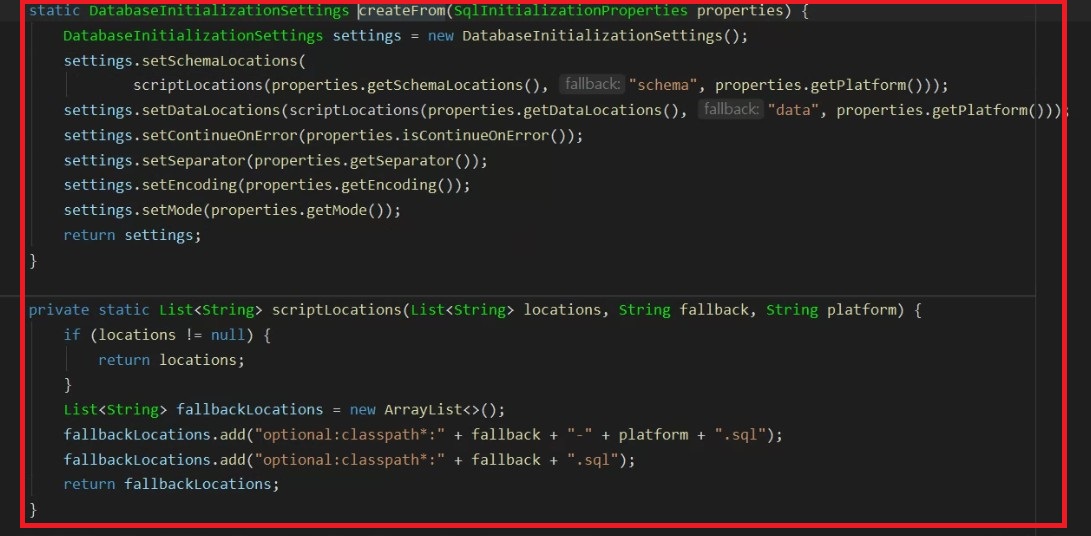 static DatabaseInitializationSettings createFrom(SqlInitializationProperties properties) {
DatabaseInitializationSettings settings = new DatabaseInitializationSettings();
settings.setSchemaLocations(
scriptLocations(properties.getSchemaLocations(), fallback: "schema", properties.getPlatform()));
settings.setDataLocations(scriptLocations(properties.getDataLocations(), fallback: "data", properties.getPlatform()));
settings.setContinueOnError(properties.isContinueOnError());
settings.setSeparator(properties.getSeparator());
settings.setEncoding(properties.getEncoding());
settings.setMode(properties.getMode());
return settings;
}
private static List<String> scriptLocations(List<String> locations, String fallback, String platform) {
if (locations != null) {
return locations;
}
List<String> fallbackLocations = new ArrayList<>();
fallbackLocations.add("optional:classpath*:" + fallback + "-" + platform + ".sql");
fallbackLocations.add("optional:classpath*:" + fallback + ".sql");
return fallbackLocations;
}